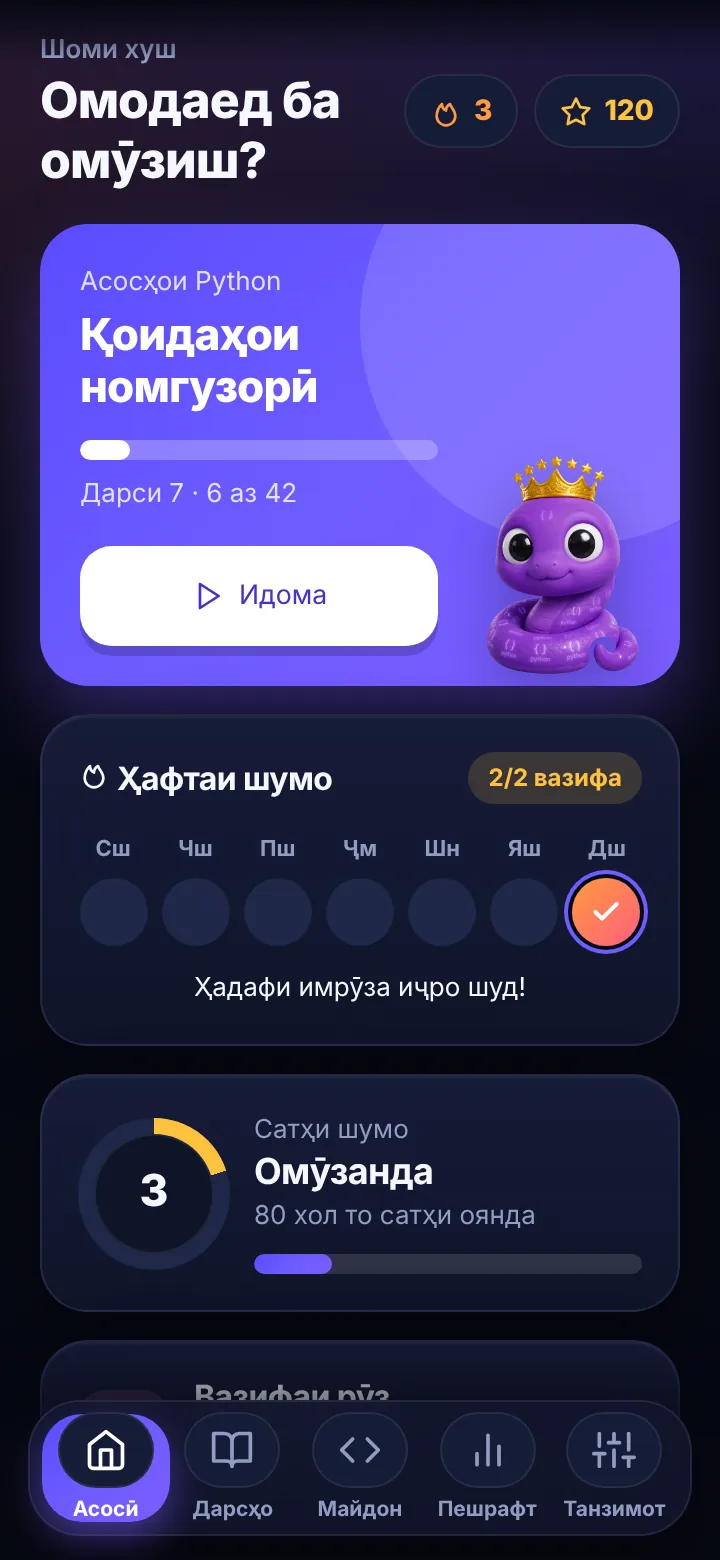 Шоми хуш
Омодаед ба
омӯзиш?
3
120
Асосҳои Python
Қоидаҳои
номгузорӣ
Дарси 7 · 6 аз 42
Идома
Ҳафтаи шумо
2/2 вазифа
Сш Чш Пш Ҷм Шн Яш Дш
Ҳадафи имрӯза иҷро шуд!
3
Сатҳи шумо
Омӯзанда
80 хол то сатҳи оянда
Вазифаи рӯз
Асосӣ Дарсҳо Майдон Пешрафт Танзимот